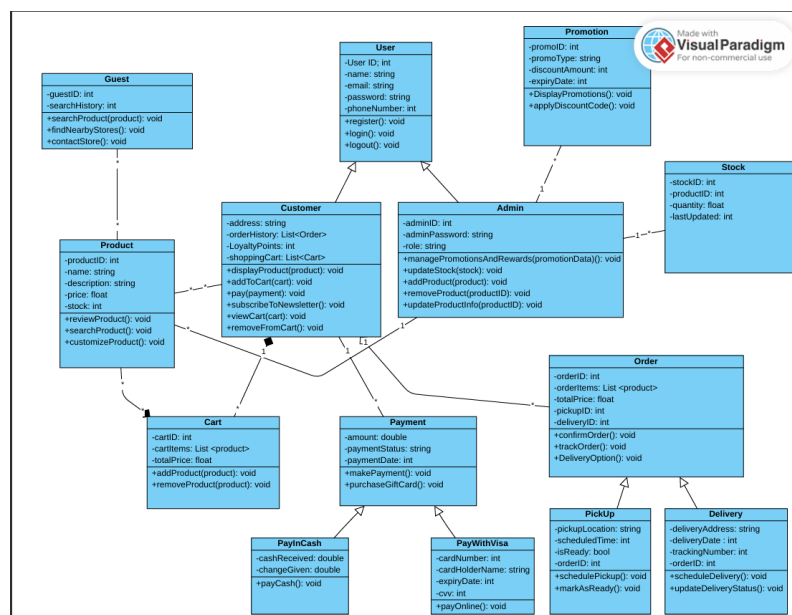 Made with
VisualParadigm
For non-commercial use
Promotion
-promoID: int
-promoType: string
-discountAmount: int
-expiryDate: int
+DisplayPromotions(): void
+applyDiscountCode(): void
User
-User ID; int
-name: string
-email: string
-password: string
-phoneNumber: int
+register(): void
+login(): void
+logout(): void
Guest
-guestID: int
-searchHistory: int
+searchProduct(product): void
+findNearbyStores(): void
+contactStore(): void
Stock
-stockID: int
-productID: int
-quantity: float
-lastUpdated: int
Customer
-address: string
-orderHistory: List<Order>
-LoyaltyPoints: int
-shoppingCart: List<Cart>
+displayProduct(product): void
+addToCart(cart): void
+pay(payment): void
+subscribeToNewsletter(): void
+viewCart(cart): void
+removeFromCart(): void
Admin
-adminID: int
-adminPassword: string
-role: string
+managePromotionsAndRewards(promotionData)(): void
+updateStock(stock): void
+addProduct(product): void
+removeProduct(productID): void
+updateProductInfo(productID): void
Product
-productID: int
-name: string
-description: string
-price: float
-stock: int
+reviewProduct(): void
+searchProduct(): void
+customizeProduct(): void
*
*
*
1
1
*
*
*
*
1
1
1
1
*
*
*
*
*
Order
-orderID: int
-orderItems: List <product>
-totalPrice: float
-pickupID: int
-deliveryID: int
+confirmOrder(): void
+trackOrder(): void
+DeliveryOption(): void
Cart
-cartID: int
-cartItems: List <product>
-totalPrice: float
+addProduct(product): void
+removeProduct(product): void
Payment
-amount: double
-paymentStatus: string
-paymentDate: int
+makePayment(): void
+purchaseGiftCard(): void
PayInCash
-cashReceived: double
-changeGiven: double
+payCash(): void
PayWithVisa
-cardNumber: int
-cardHolderName: string
-expiryDate: int
-cvv: int
+payOnline(): void
PickUp
-pickupLocation: string
-scheduledTime: int
-isReady: bool
-orderID: int
+schedulePickup(): void
+markAsReady(): void
Delivery
-deliveryAddress: string
-deliveryDate : int
-trackingNumber: int
-orderID: int
+scheduleDelivery(): void
+updateDeliveryStatus(): void